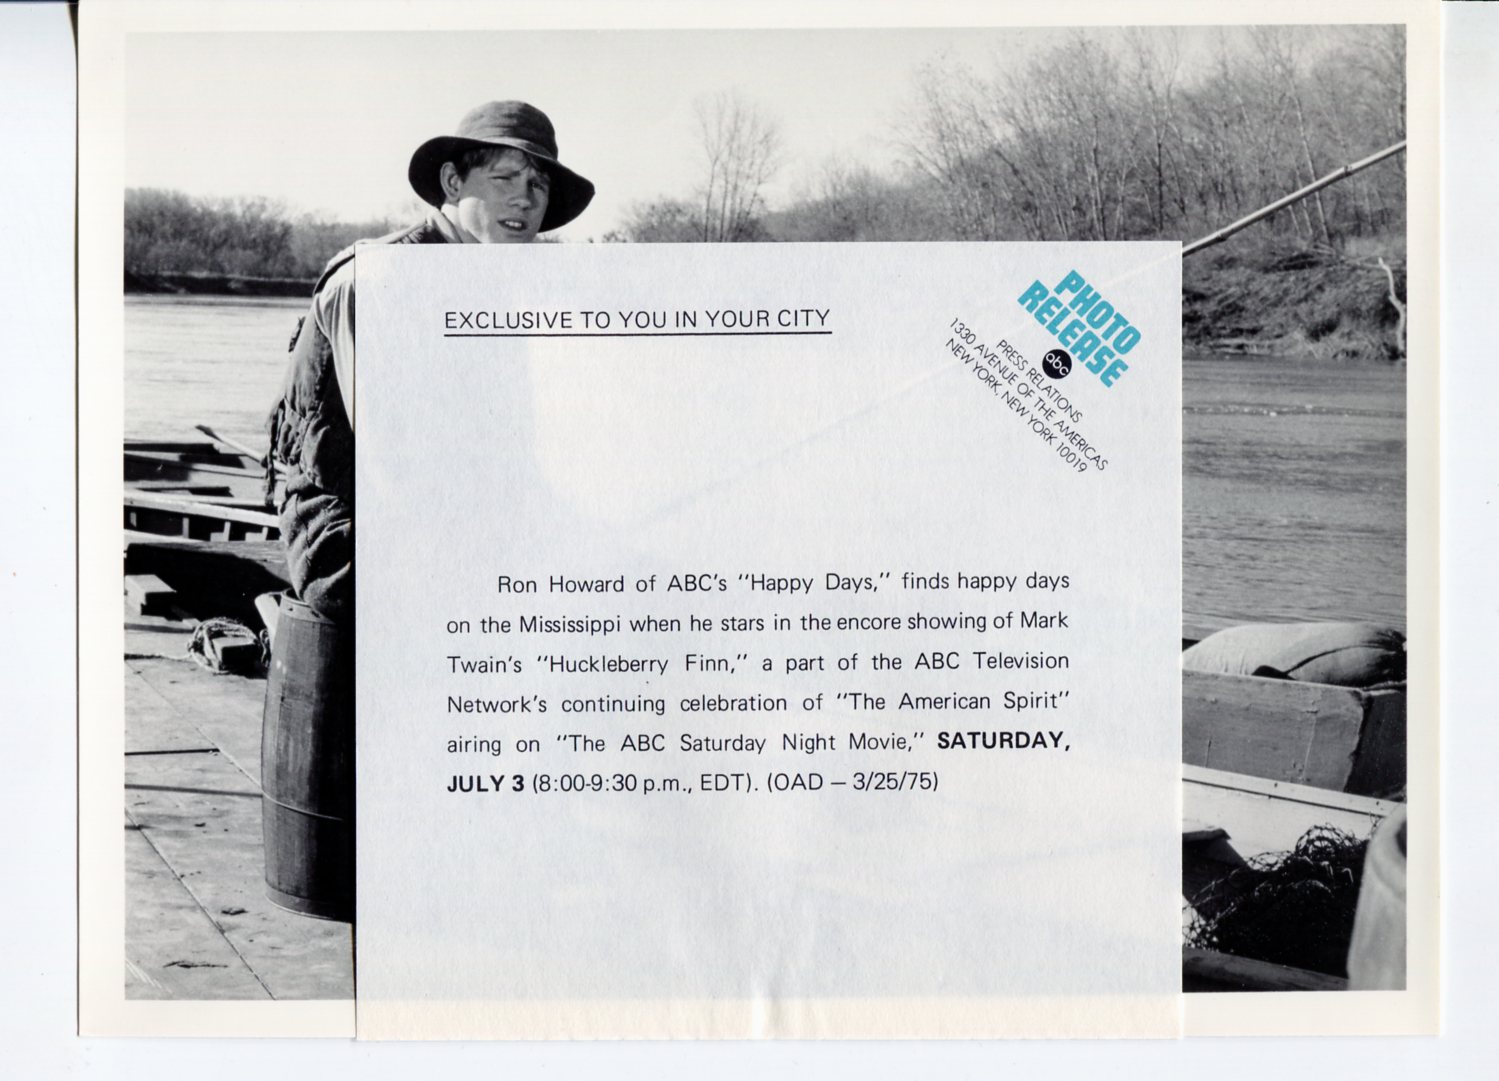 EXCLUSIVE TO YOU IN YOUR CITY
PHOTO
RELEASE
abc
PRESS RELATIONS
1330 AVENUE OF THE AMERICAS
NEW YORK, NEW YORK 10019
Ron Howard of ABC's "Happy Days," finds happy days
on the Mississippi when he stars in the encore showing of Mark
Twain's "Huckleberry Finn," a part of the ABC Television
Network's continuing celebration of "The American Spirit"
airing on "The ABC Saturday Night Movie," SATURDAY,
JULY 3 (8:00-9:30 p.m., EDT). (OAD – 3/25/75)